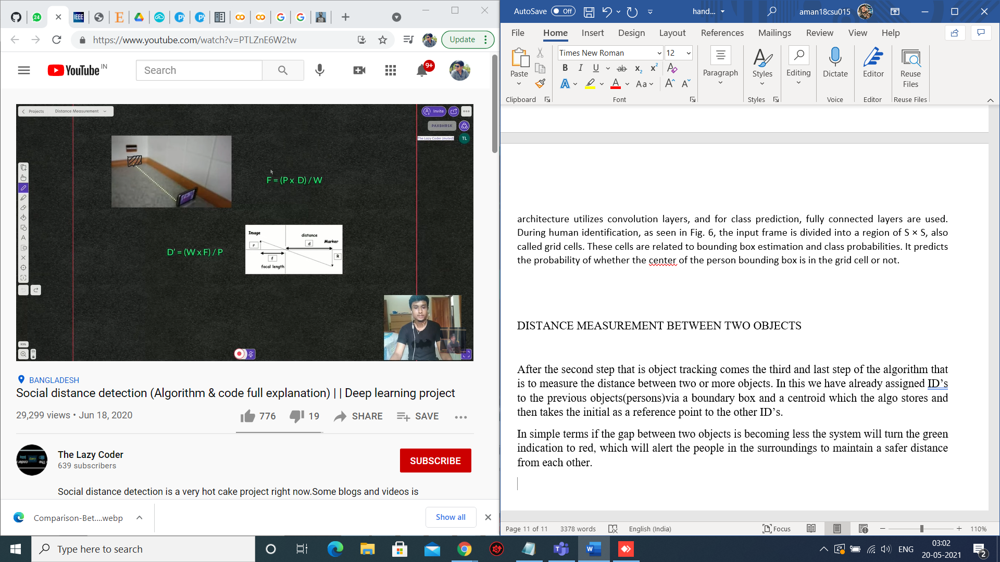 https://www.youtube.com/watch?v=PTLZnE6W2tw
Update
YouTube IN
Search
9+
Projects Distance Measurement
Invite
PAXBHRSK
The Lazy Coder (muted)
TL
F = (P x D) / W
D' = (W x F) / P
Image
distance
r
d
Marker
f
R
focal length
93%
BANGLADESH
Social distance detection (Algorithm & code full explanation) || Deep learning project
29,299 views • Jun 18, 2020
776
19
SHARE
SAVE
The Lazy Coder
639 subscribers
SUBSCRIBE
Social distance detection is a very hot cake project right now.Some blogs and videos is
Comparison-Bet....webp
Show all
AutoSave Off
hand...
aman18csu015
File Home Insert Design Layout References Mailings Review View Help
Paste
Clipboard
Times New Roman 12
B I U ab x2 x2
A A Aa A A
Font
Paragraph
Styles
Styles
Editing
Dictate
Voice
Editor
Editor
Reuse Files
Reuse Files
architecture utilizes convolution layers, and for class prediction, fully connected layers are used.
During human identification, as seen in Fig. 6, the input frame is divided into a region of S × S, also
called grid cells. These cells are related to bounding box estimation and class probabilities. It predicts
the probability of whether the center of the person bounding box is in the grid cell or not.
DISTANCE MEASUREMENT BETWEEN TWO OBJECTS
After the second step that is object tracking comes the third and last step of the algorithm that
is to measure the distance between two or more objects. In this we have already assigned ID’s
to the previous objects(persons)via a boundary box and a centroid which the algo stores and
then takes the initial as a reference point to the other ID’s.
In simple terms if the gap between two objects is becoming less the system will turn the green
indication to red, which will alert the people in the surroundings to maintain a safer distance
from each other.
Page 11 of 11 3378 words English (India)
Focus
110%
Type here to search
ENG
03:02
20-05-2021
2